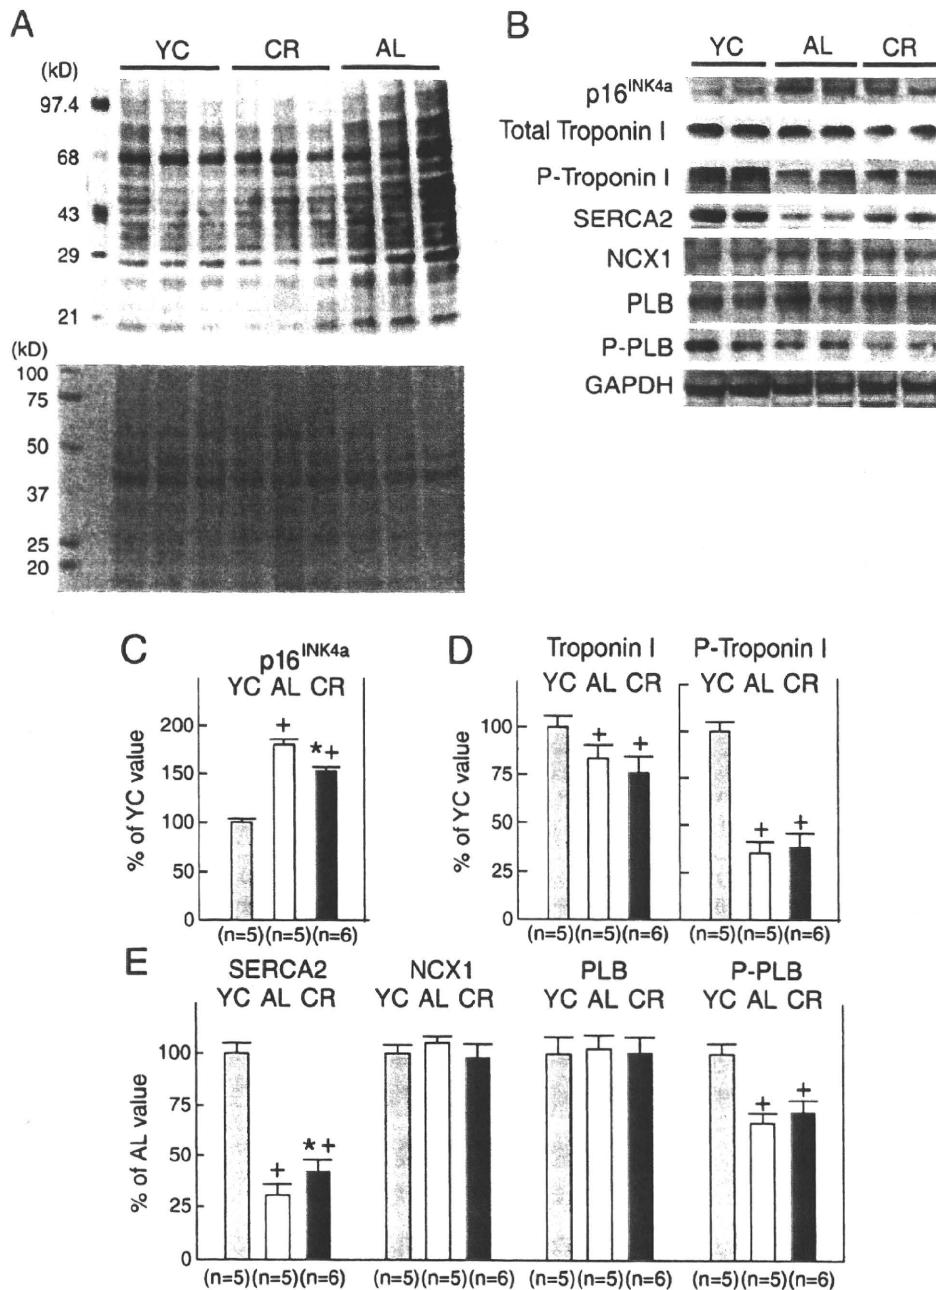 A
YC CR AL
(kD)
97.4
68
43
29
21
(kD)
100
75
50
37
25
20
B
YC AL CR
p16INK4a
Total Troponin I
P-Troponin I
SERCA2
NCX1
PLB
P-PLB
GAPDH
C
p16INK4a
YC AL CR
% of YC value
200
150
100
50
0
+
*+
(n=5)(n=5)(n=6)
D
Troponin I P-Troponin I
YC AL CR YC AL CR
% of YC value
100
75
50
25
0
+ +
+ +
(n=5)(n=5)(n=6) (n=5)(n=5)(n=6)
E
SERCA2 NCX1 PLB P-PLB
YC AL CR YC AL CR YC AL CR YC AL CR
% of AL value
100
75
50
25
0
+ *+
+ +
(n=5)(n=5)(n=6) (n=5)(n=5)(n=6) (n=5)(n=5)(n=6) (n=5)(n=5)(n=6)